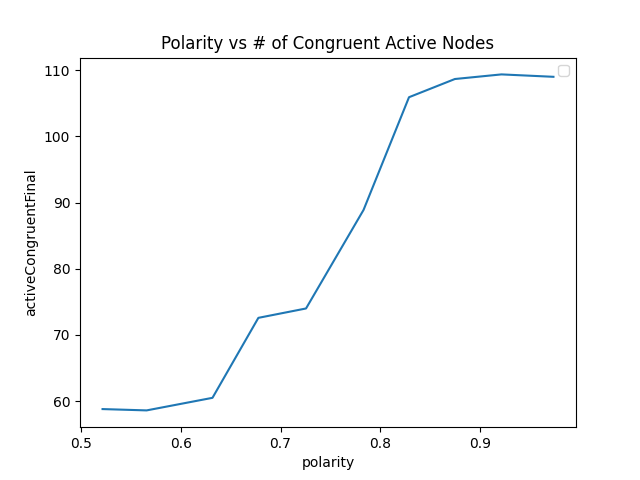 Polarity vs # of Congruent Active Nodes
110
100
90
80
70
60
activeCongruentFinal
0.5 0.6 0.7 0.8 0.9
polarity